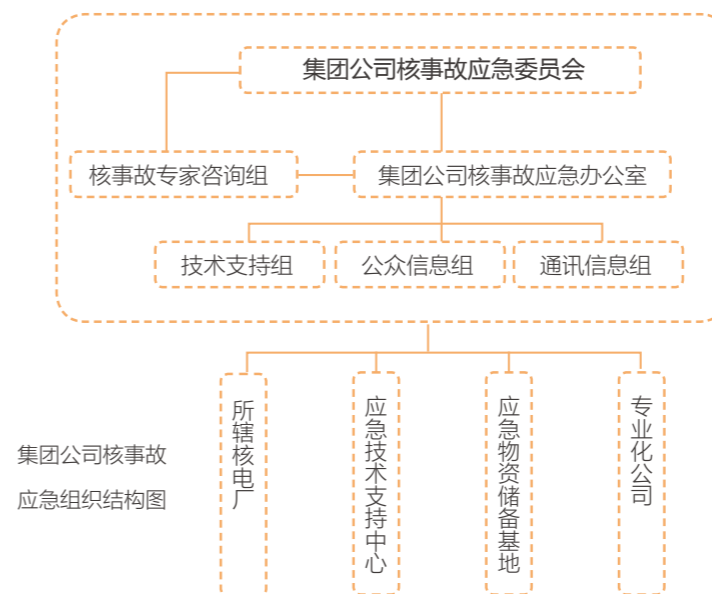 集团公司核事故应急委员会
核事故专家咨询组
集团公司核事故应急办公室
技术支持组
公众信息组
通讯信息组
所辖核电厂
应急技术支持中心
应急物资储备基地
专业化公司
集团公司核事故
应急组织结构图